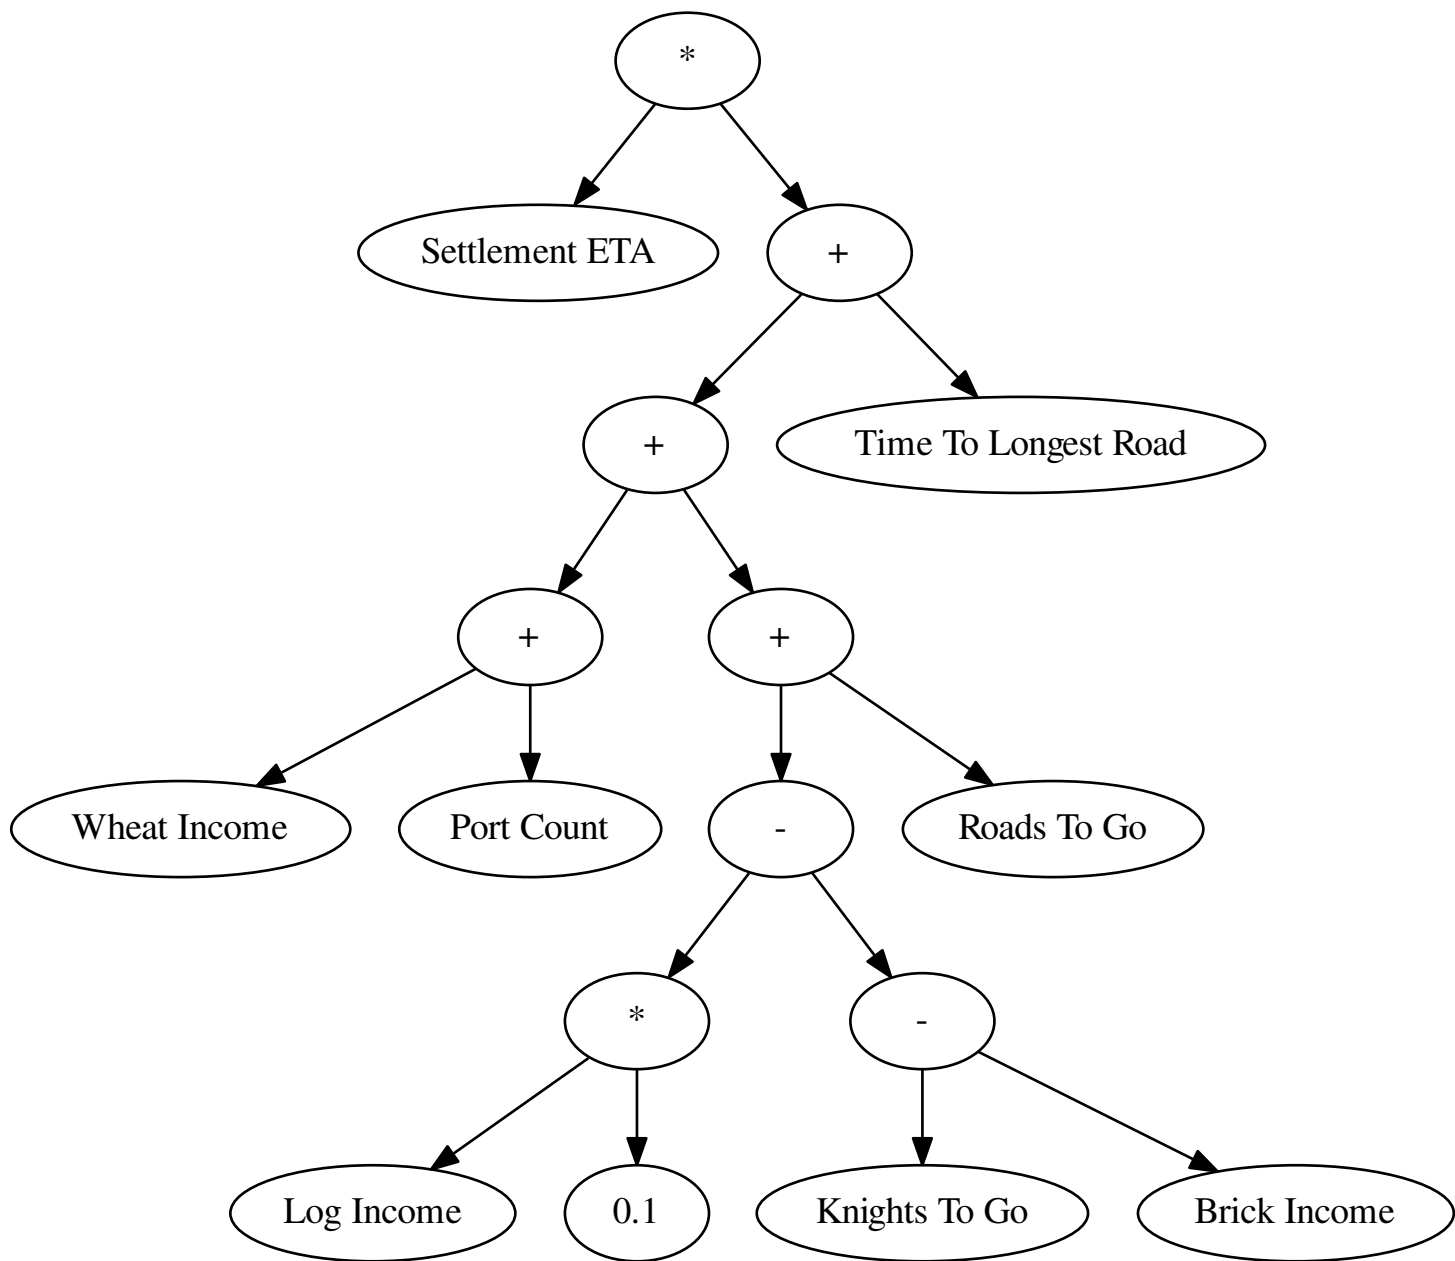 *
Settlement ETA
+
+
Time To Longest Road
+
+
Wheat Income
Port Count
-
Roads To Go
*
-
Log Income
0.1
Knights To Go
Brick Income